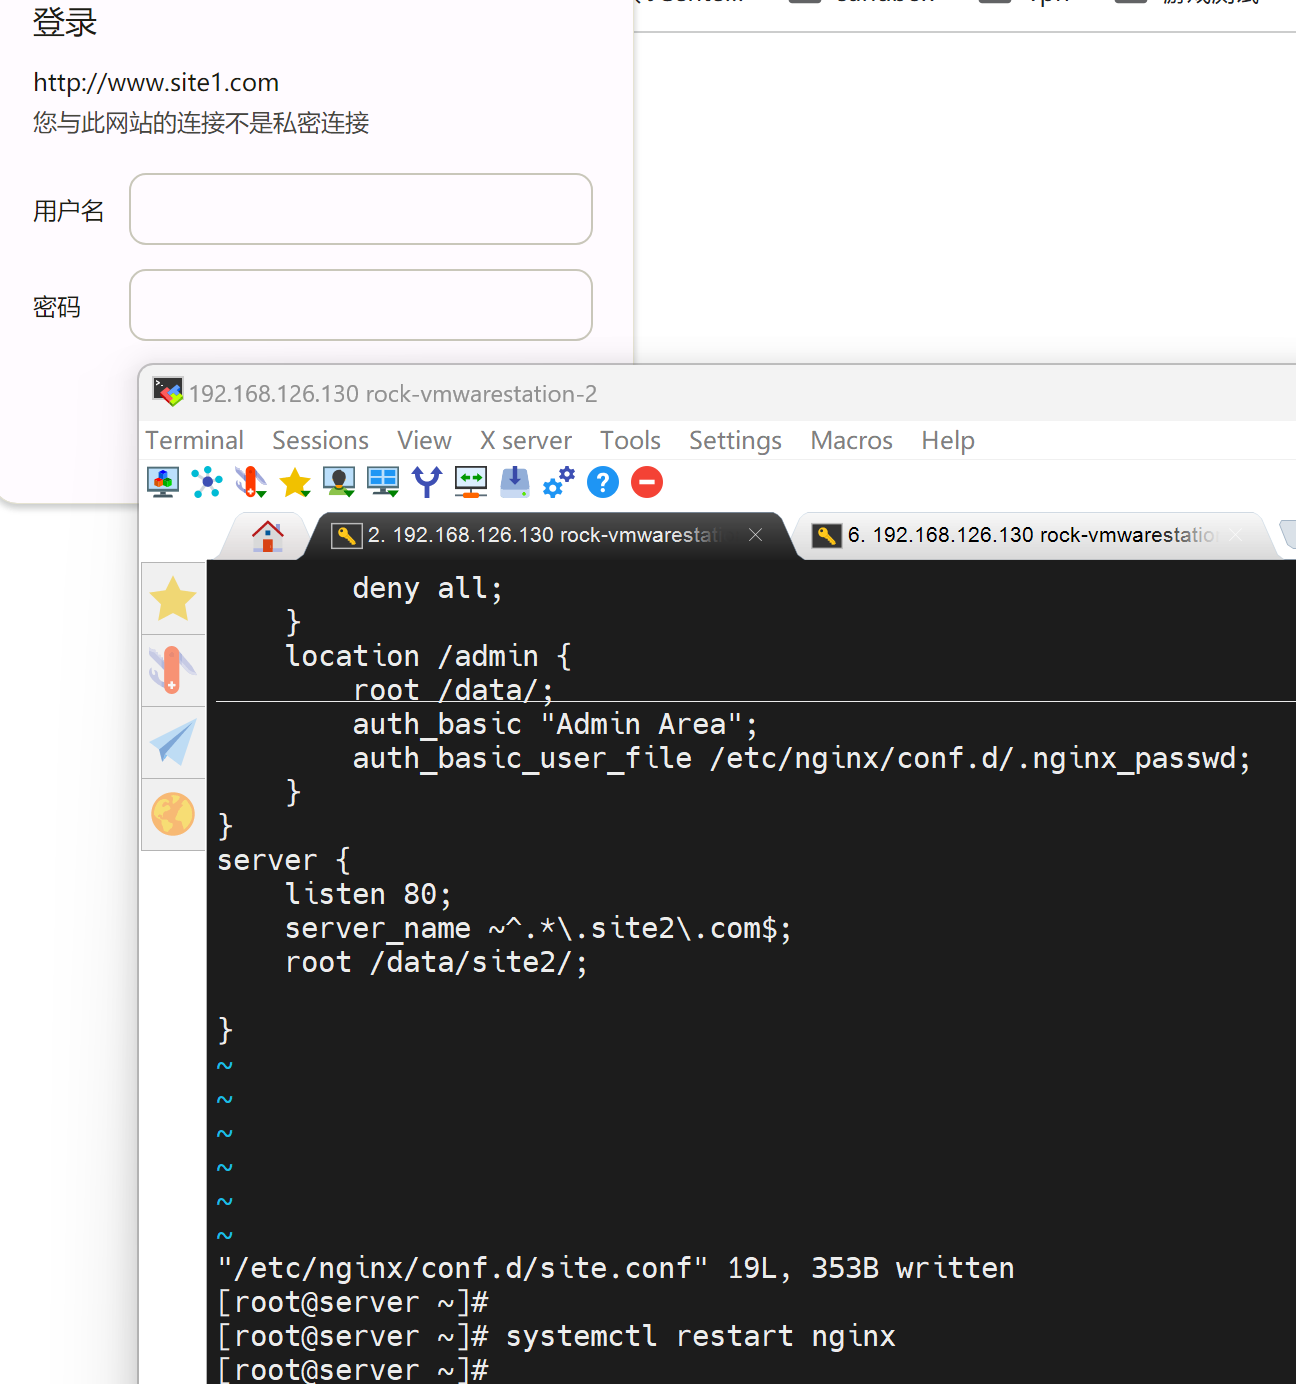 登录
http://www.site1.com
您与此网站的连接不是私密连接
用户名
密码
192.168.126.130 rock-vmwarestation-2
Terminal Sessions View X server Tools Settings Macros Help
2. 192.168.126.130 rock-vmwarestati
6. 192.168.126.130 rock-vmwarestatio
deny all;
}
location /admin {
root /data/;
auth_basic "Admin Area";
auth_basic_user_file /etc/nginx/conf.d/.nginx_passwd;
}
}
server {
listen 80;
server_name ~^.*\.site2\.com$;
root /data/site2/;
}
~
~
~
~
~
~
"/etc/nginx/conf.d/site.conf" 19L, 353B written
[root@server ~]#
[root@server ~]# systemctl restart nginx
[root@server ~]#